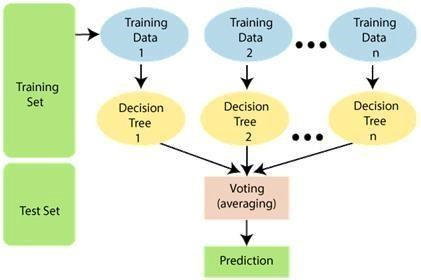 Training
Set
Training
Data
1
Training
Data
2
Training
Data
n
Decision
Tree
1
Decision
Tree
2
Decision
Tree
n
Test Set
Voting
(averaging)
Prediction